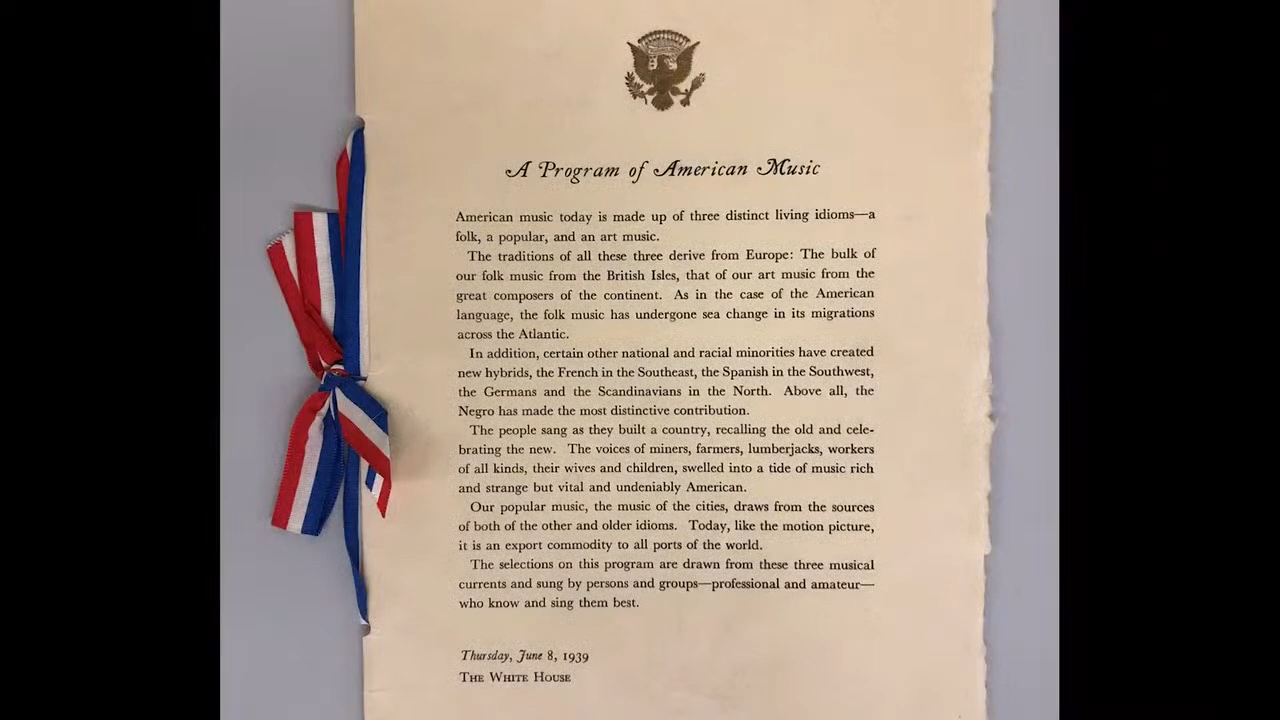 A Program of American Music
American music today is made up of three distinct living idioms—a
folk, a popular, and an art music.
The traditions of all these three derive from Europe: The bulk of
our folk music from the British Isles, that of our art music from the
great composers of the continent. As in the case of the American
language, the folk music has undergone sea change in its migrations
across the Atlantic.
In addition, certain other national and racial minorities have created
new hybrids, the French in the Southeast, the Spanish in the Southwest,
the Germans and the Scandinavians in the North. Above all, the
Negro has made the most distinctive contribution.
The people sang as they built a country, recalling the old and cele-
brating the new. The voices of miners, farmers, lumberjacks, workers
of all kinds, their wives and children, swelled into a tide of music rich
and strange but vital and undeniably American.
Our popular music, the music of the cities, draws from the sources
of both of the other and older idioms. Today, like the motion picture,
it is an export commodity to all ports of the world.
The selections on this program are drawn from these three musical
currents and sung by persons and groups—professional and amateur—
who know and sing them best.
Thursday, June 8, 1939
THE WHITE HOUSE